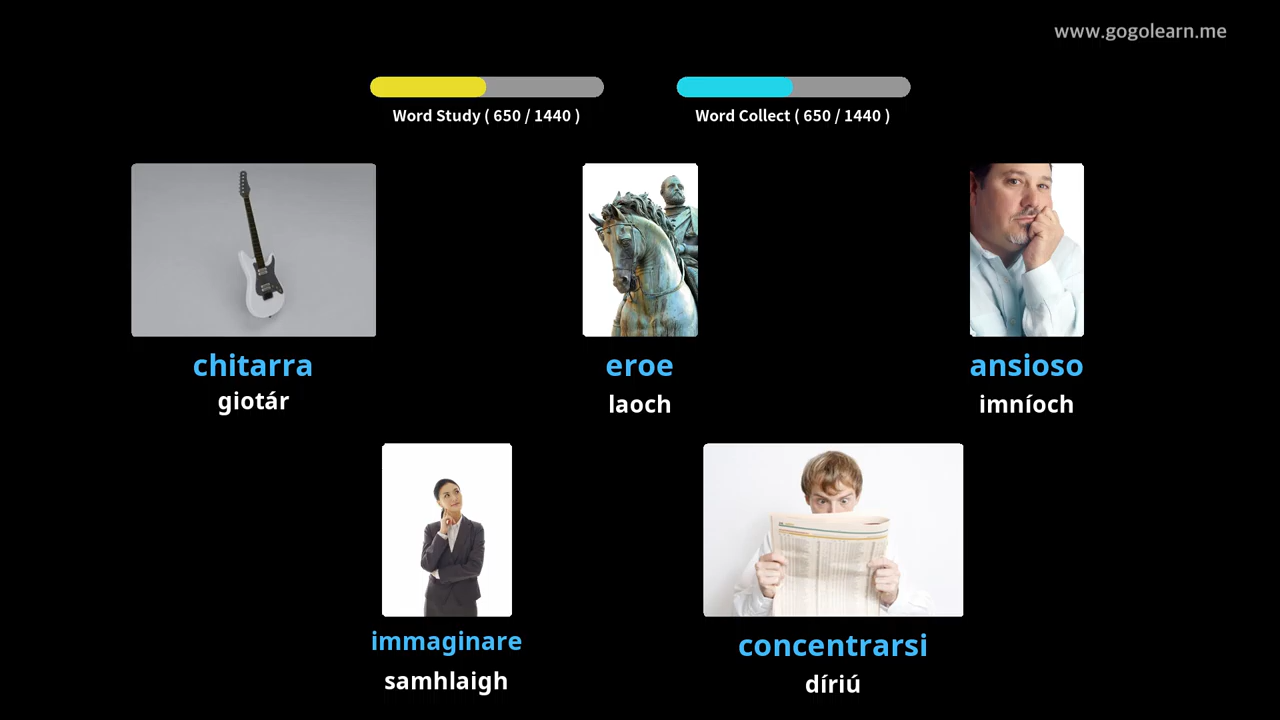 www.gogolearn.me
Word Study ( 650 / 1440 )
Word Collect ( 650 / 1440 )
chitarra
giotár
eroe
laoch
ansioso
imníoch
immaginare
samhlaigh
concentrarsi
díriú